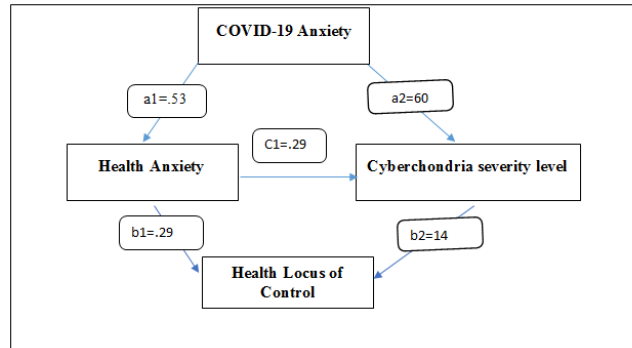 COVID-19 Anxiety
a1=.53
a2=60
C1=.29
Health Anxiety
Cyberchondria severity level
b1=.29
b2=14
Health Locus of
Control